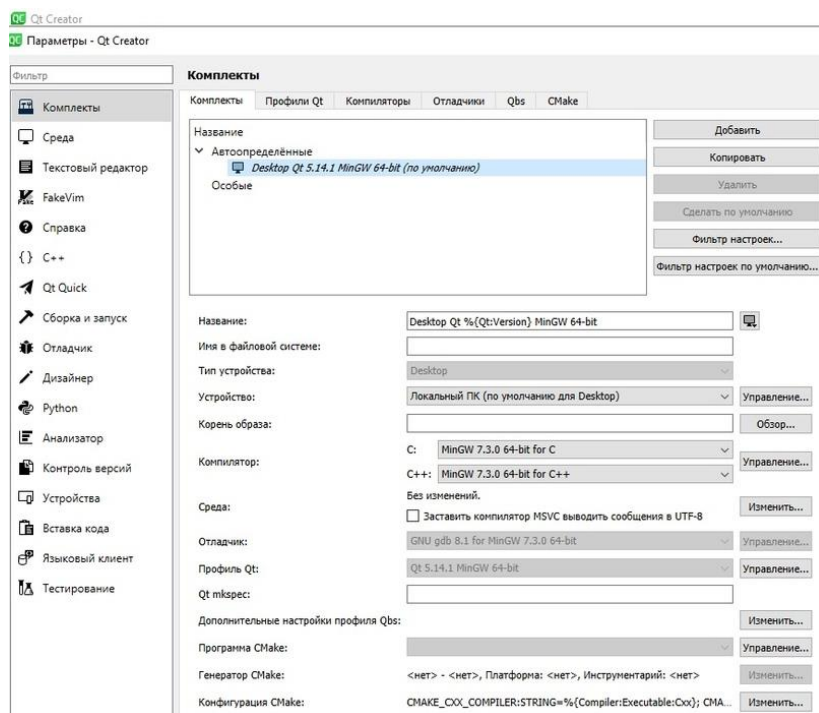 Qt Creator
Параметры - Qt Creator
Фильтр
Комплекты
Среда
Текстовый редактор
FakeVim
Справка
{} C++
Qt Quick
Сборка и запуск
Отладчик
Дизайнер
Python
Анализатор
Контроль версий
Устройства
Вставка кода
Языковый клиент
Тестирование
Комплекты
Комплекты Профили Qt Компиляторы Отладчики Qbs CMake
Название
Автоопределённые
Desktop Qt 5.14.1 MinGW 64-bit (по умолчанию)
Особые
Добавить
Копировать
Удалить
Сделать по умолчанию
Фильтр настроек...
Фильтр настроек по умолчанию...
Название: Desktop Qt %{Qt:Version} MinGW 64-bit
Имя в файловой системе:
Тип устройства: Desktop
Устройство: Локальный ПК (по умолчанию для Desktop) Управление...
Корень образа: Обзор...
Компилятор: C: MinGW 7.3.0 64-bit for C
C++: MinGW 7.3.0 64-bit for C++ Управление...
Среда: Без изменений. Изменить...
Заставить компилятор MSVC выводить сообщения в UTF-8
Отладчик: GNU gdb 8.1 for MinGW 7.3.0 64-bit Управление...
Профиль Qt: Qt 5.14.1 MinGW 64-bit Управление...
Qt mkspec:
Дополнительные настройки профиля Qbs: Изменить...
Программа CMake: Управление...
Генератор CMake: <нет> - <нет>, Платформа: <нет>, Инструментарий: <нет> Изменить...
Конфигурация CMake: CMAKE_CXX_COMPILER:STRING=%{Compiler:Executable:Cxx}; CMA... Изменить...